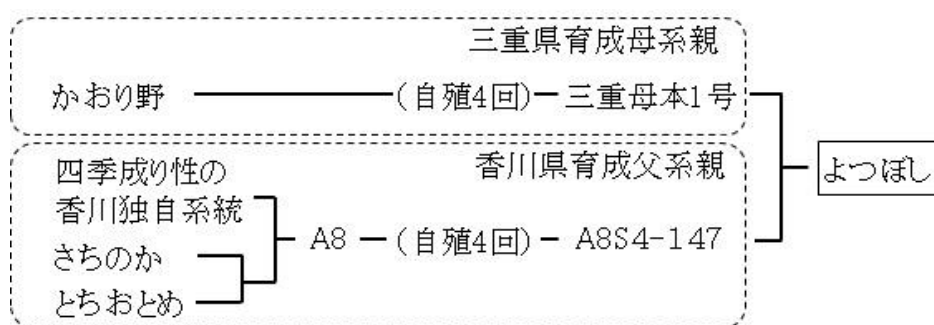 三重県育成母系親
かおり野 (自殖4回) 三重母本1号
よつぼし
香川県育成父系親
四季成り性の
香川独自系統
A8 (自殖4回) A8S4-147
さちのか
とちおとめ